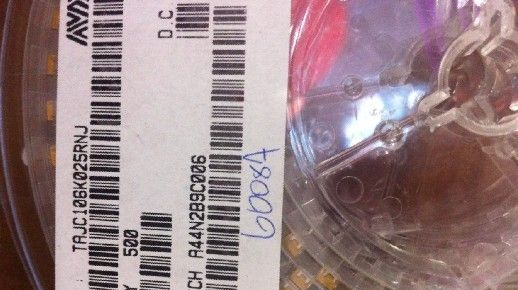 AVX
D.C
TAJC106K025RNJ
Y 500
CH A44N2B9C006
6008A